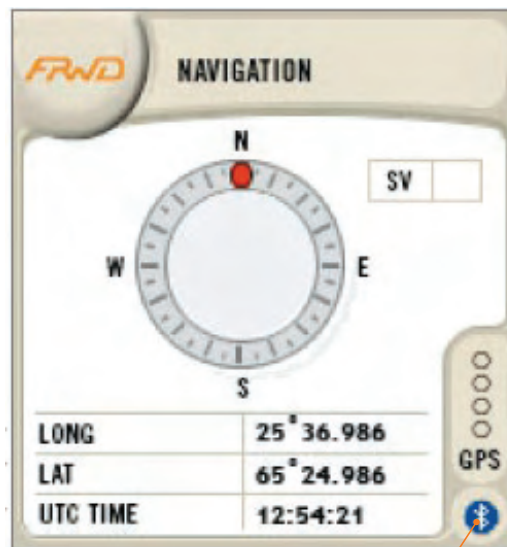 FRWD NAVIGATION
N
SV
W E
S
LONG 25°36.986
LAT 65°24.986
UTC TIME 12:54:21
GPS